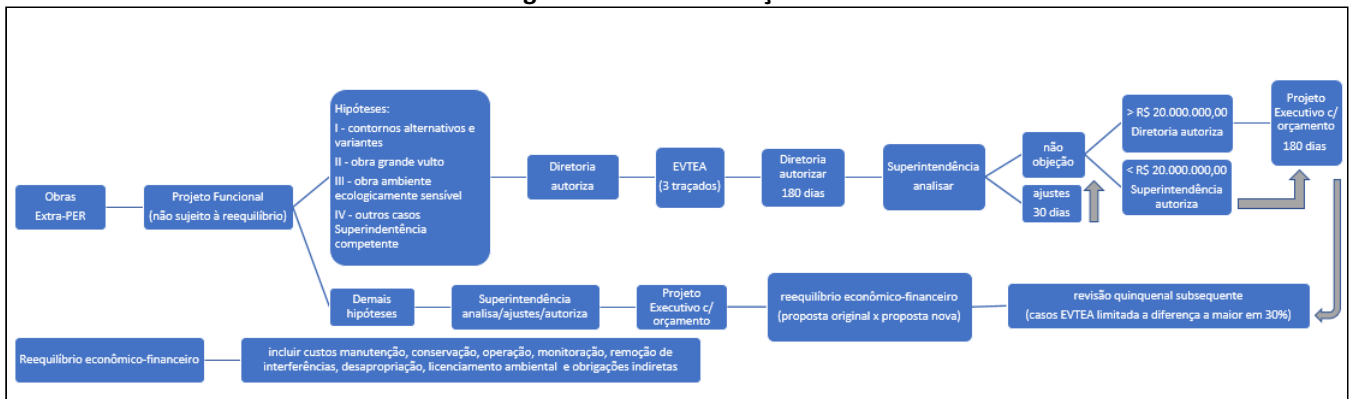 Obras
Extra-PER
Projeto Funcional
(não sujeito à reequilíbrio)
Hipóteses:
I - contornos alternativos e
variantes
II - obra grande vulto
III - obra ambiente
ecologicamente sensível
IV - outros casos
Superindentência
competente
Diretoria
autoriza
EVTEA
(3 traçados)
Diretoria
autorizar
180 dias
Superintendência
analisar
não
objeção
ajustes
30 dias
> R$ 20.000.000,00
Diretoria autoriza
< R$ 20.000.000,00
Superintendência
autoriza
Projeto
Executivo c/
orçamento
180 dias
Demais
hipóteses
Superintendência
analisa/ajustes/autoriza
Projeto
Executivo c/
orçamento
reequilíbrio econômico-financeiro
(proposta original x proposta nova)
revisão quinquenal subsequente
(casos EVTEA limitada a diferença a maior em 30%)
Reequilíbrio econômico-financeiro
incluir custos manutenção, conservação, operação, monitoração, remoção de
interferências, desapropriação, licenciamento ambiental e obrigações indiretas